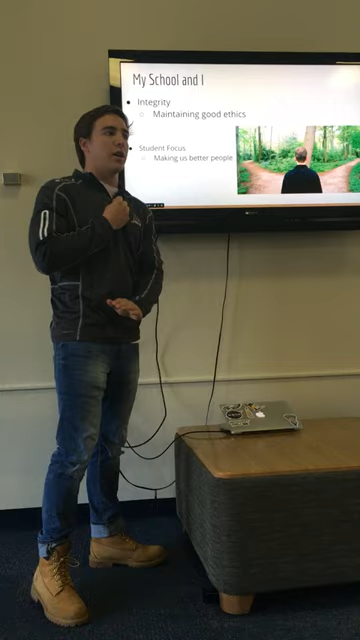 My School and I
● Integrity
○ Maintaining good ethics
● Student Focus
○ Making us better people